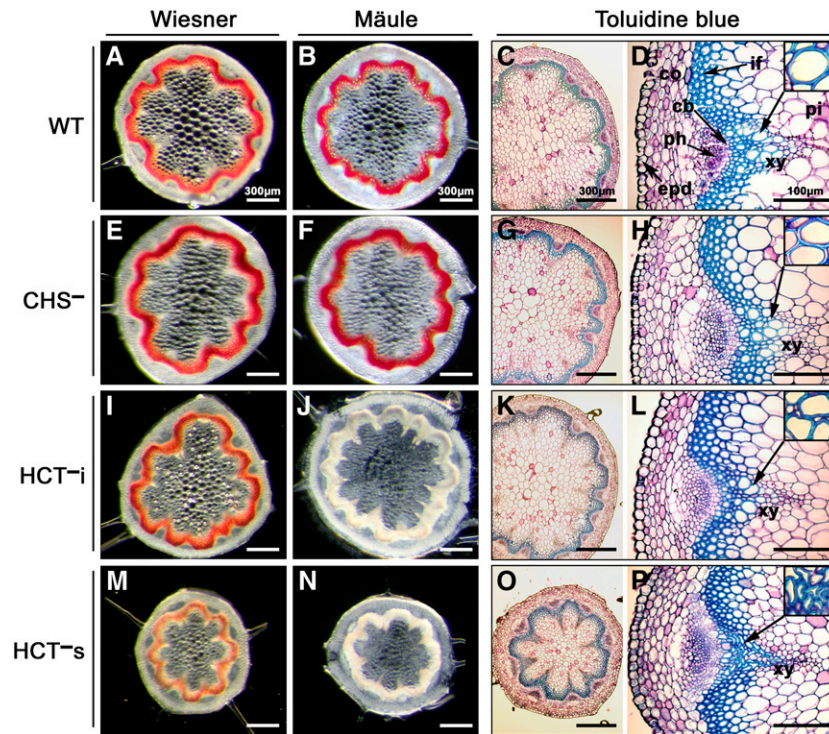 Wiesner Mäule Toluidine blue
WT
A
300µm
B
300µm
C
300µm
D
co
if
cb
ph
epd
xy
pi
100µm
CHS–
E
F
G
H
xy
HCT–i
I
J
K
L
xy
HCT–s
M
N
O
P
xy